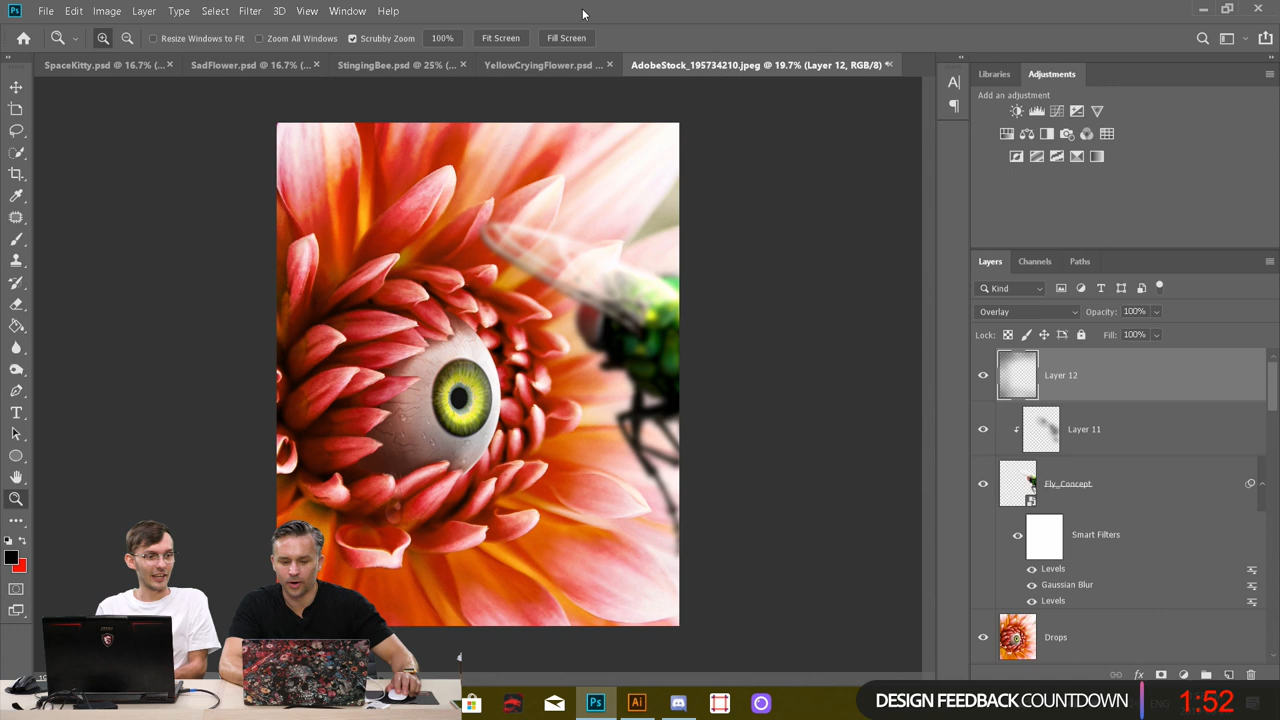 Ps File Edit Image Layer Type Select Filter 3D View Window Help
Resize Windows to Fit Zoom All Windows Scrubby Zoom 100% Fit Screen Fill Screen
SpaceKitty.psd @ 16.7% (... × SadFlower.psd @ 16.7% (... × StingingBee.psd @ 25% (... × YellowCryingFlower.psd ... × AdobeStock_195734210.jpeg @ 19.7% (Layer 12, RGB/8) *
Libraries Adjustments
Add an adjustment
Layers Channels Paths
Kind
Overlay Opacity: 100%
Lock: Fill: 100%
Layer 12
Layer 11
Fly_Concept
Smart Filters
Levels
Gaussian Blur
Levels
Drops
Ps Ai
DESIGN FEEDBACK COUNTDOWN ENG 1:52